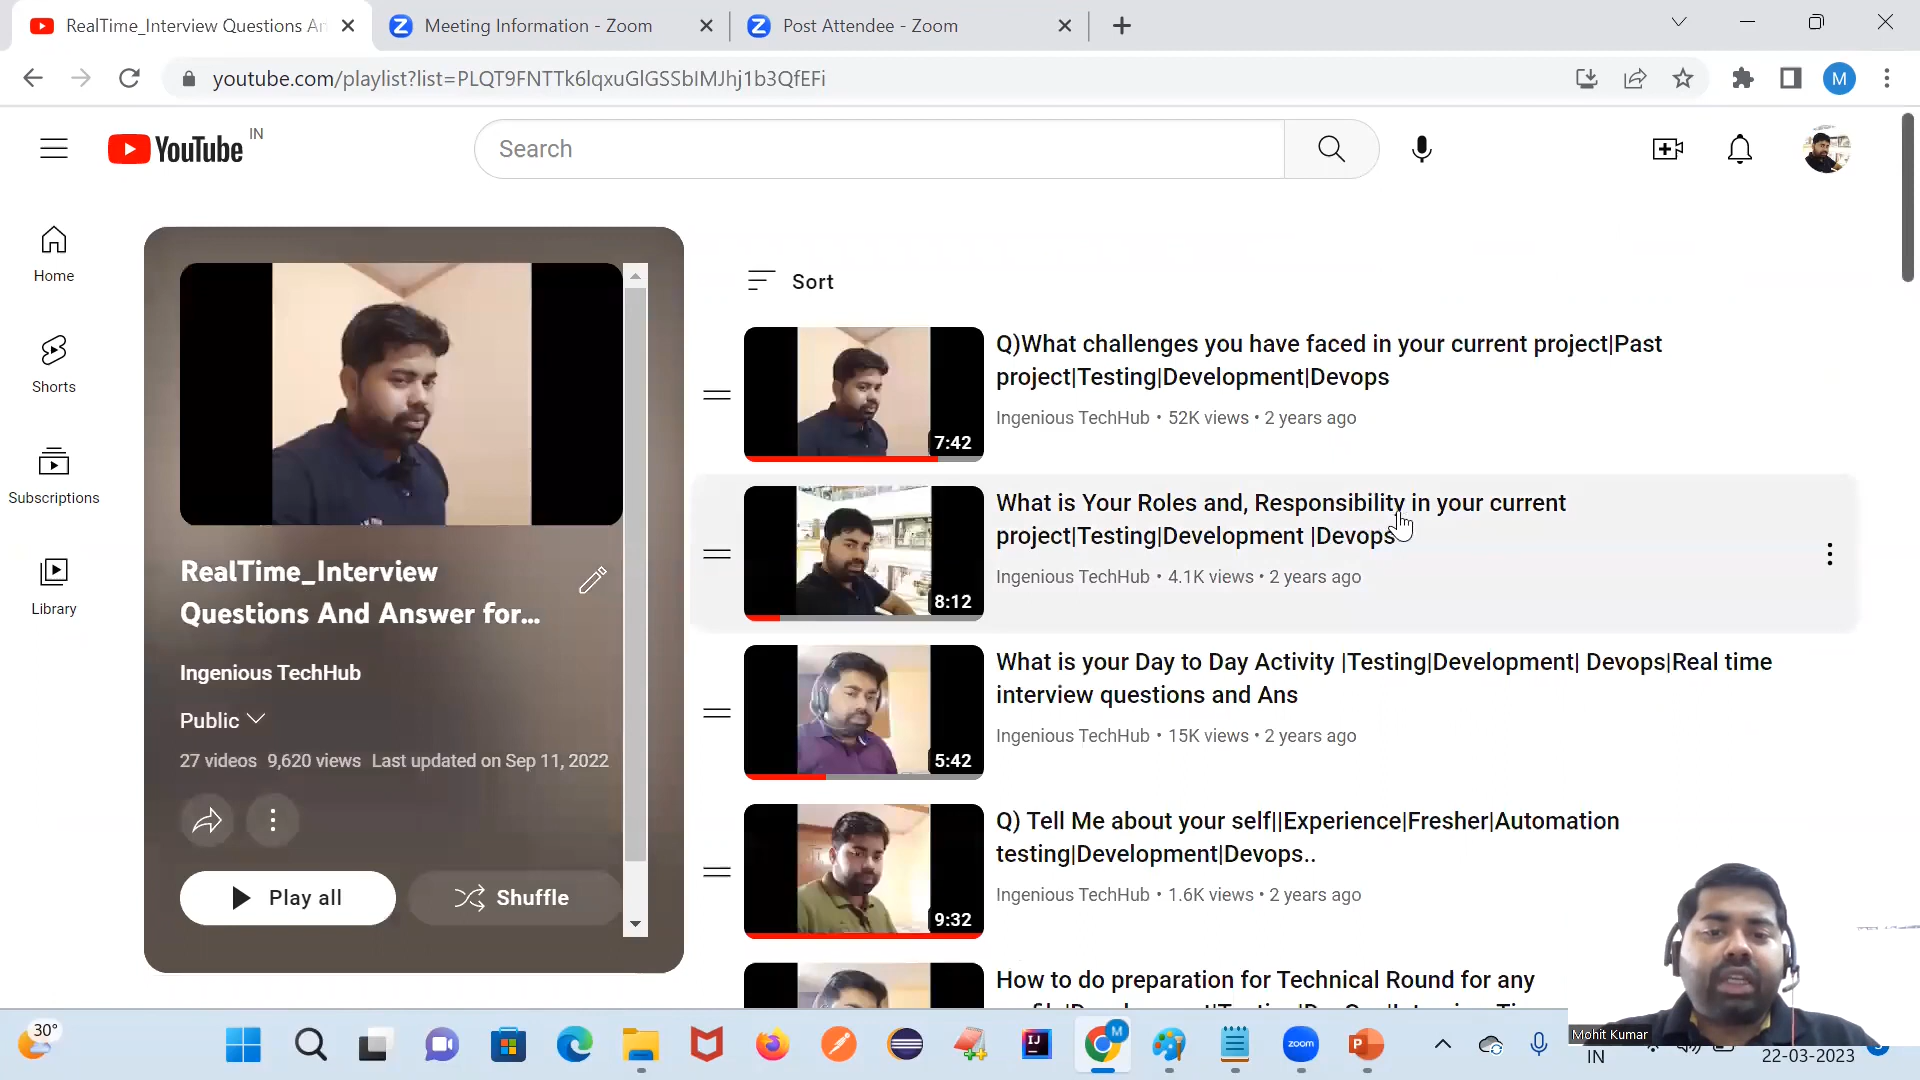 RealTime_Interview Questions An
Meeting Information - Zoom
Post Attendee - Zoom
youtube.com/playlist?list=PLQT9FNTTk6lqxuGlGSSbIMJhj1b3QfEFi
M
YouTube IN
Search
Home
Shorts
Subscriptions
Library
RealTime_Interview
Questions And Answer for...
Ingenious TechHub
Public
27 videos 9,620 views Last updated on Sep 11, 2022
Play all
Shuffle
Sort
Q)What challenges you have faced in your current project|Past
project|Testing|Development|Devops
Ingenious TechHub • 52K views • 2 years ago
7:42
What is Your Roles and, Responsibility in your current
project|Testing|Development |Devops
Ingenious TechHub • 4.1K views • 2 years ago
8:12
What is your Day to Day Activity |Testing|Development| Devops|Real time
interview questions and Ans
Ingenious TechHub • 15K views • 2 years ago
5:42
Q) Tell Me about your self||Experience|Fresher|Automation
testing|Development|Devops..
Ingenious TechHub • 1.6K views • 2 years ago
9:32
How to do preparation for Technical Round for any
Mohit Kumar
30°
IJ
M
zoom
P
IN
22-03-2023